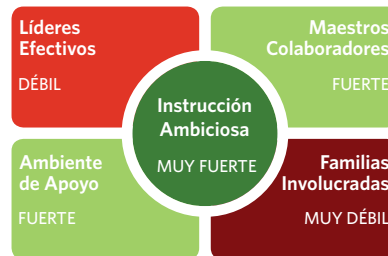 Líderes
Efectivos
DÉBIL
Maestros
Colaboradores
FUERTE
Instrucción
Ambiciosa
MUY FUERTE
Ambiente
de Apoyo
FUERTE
Familias
Involucradas
MUY DÉBIL